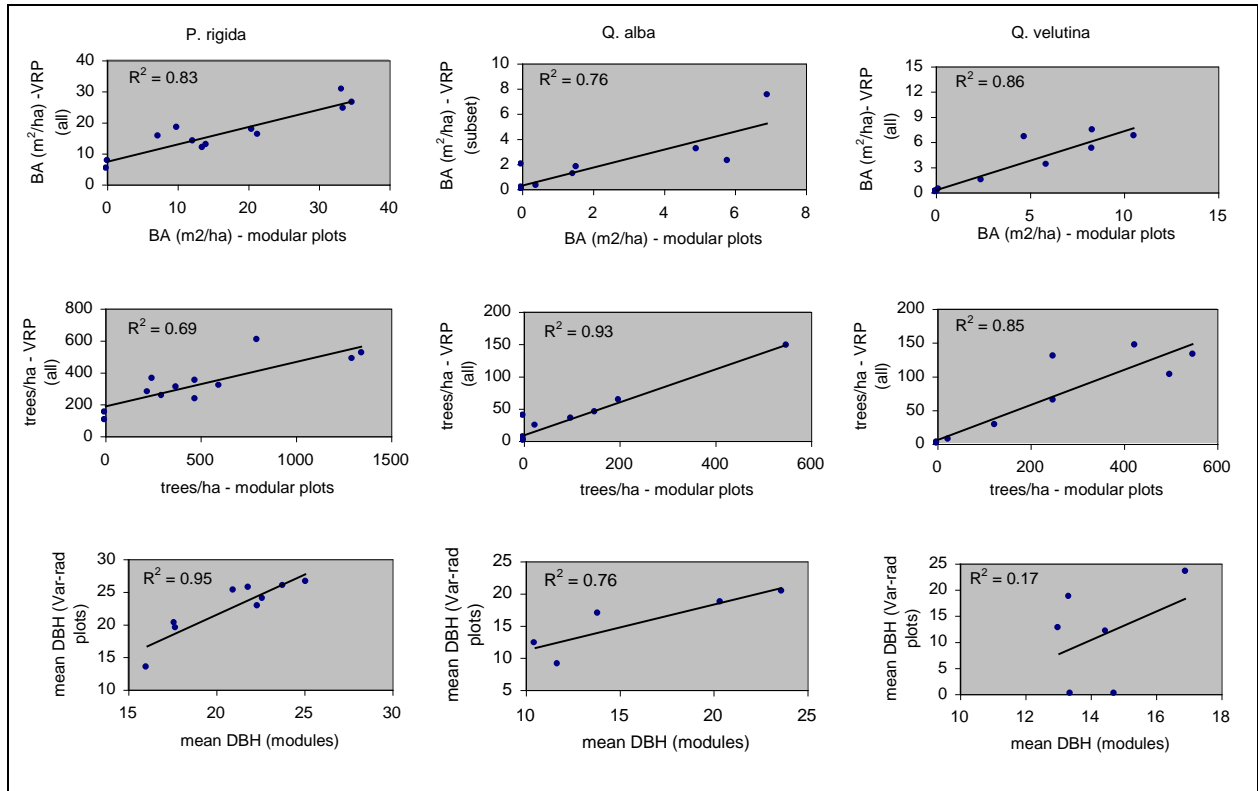 P. rigida
Q. alba
Q. velutina
R² = 0.83
BA (m²/ha) -VRP
(all)
40
30
20
10
0
0 10 20 30 40
BA (m2/ha) - modular plots
R² = 0.76
BA (m²/ha) - VRP
(subset)
10
8
6
4
2
0
0 2 4 6 8
BA (m2/ha) - modular plots
R² = 0.86
BA (m²/ha)- VRP
(all)
15
12
9
6
3
0
0 5 10 15
BA (m2/ha) - modular plots
R² = 0.69
trees/ha - VRP
(all)
800
600
400
200
0
0 500 1000 1500
trees/ha - modular plots
R² = 0.93
trees/ha - VRP
(all)
200
150
100
50
0
0 200 400 600
trees/ha - modular plots
R² = 0.85
trees/ha - VRP
(all)
200
150
100
50
0
0 200 400 600
trees/ha - modular plots
R² = 0.95
mean DBH (Var-rad
plots)
30
25
20
15
10
15 20 25 30
mean DBH (modules)
R² = 0.76
mean DBH (Var-rad
plots)
25
20
15
10
5
10 15 20 25
mean DBH (modules)
R² = 0.17
mean DBH (Var-rad
plots)
25
20
15
10
5
0
10 12 14 16 18
mean DBH (modules)